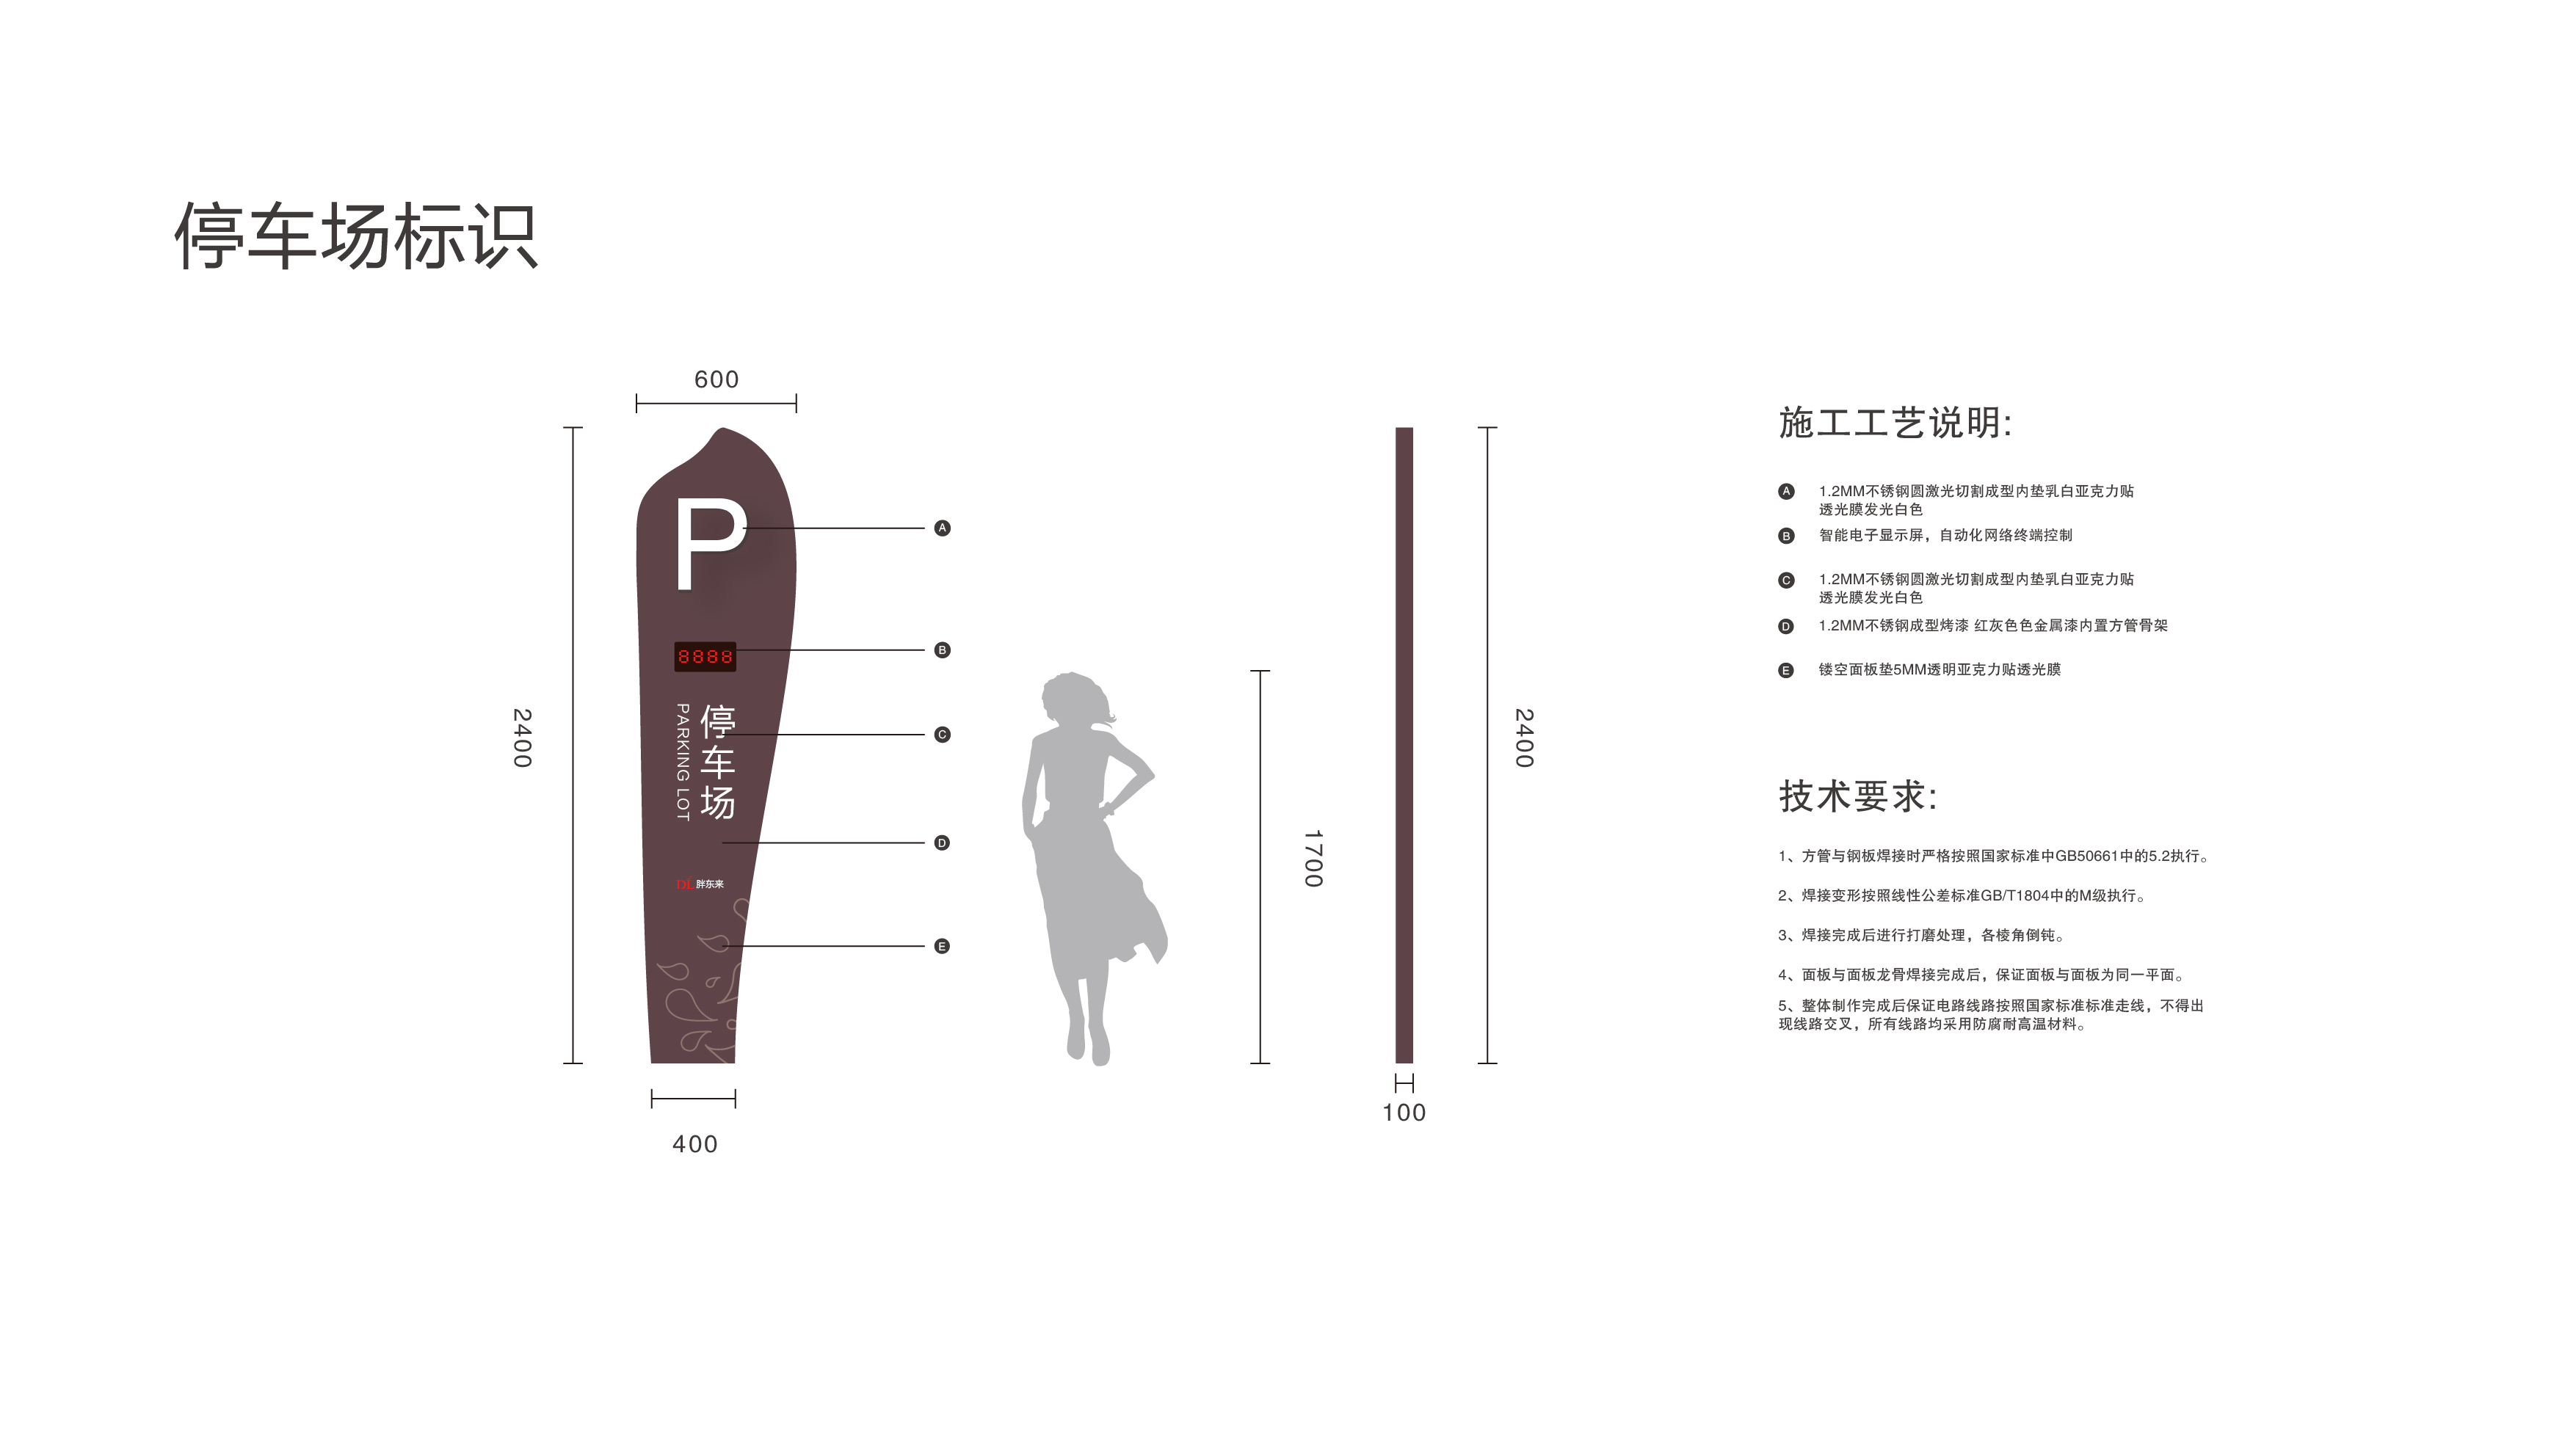 停车场标识
600
2400
P
8888
停车场
PARKING LOT
DL 胖东来
A
B
C
D
E
400
1700
2400
100
施工工艺说明:
A 1.2MM不锈钢圆激光切割成型内垫乳白亚克力贴
透光膜发光白色
B 智能电子显示屏，自动化网络终端控制
C 1.2MM不锈钢圆激光切割成型内垫乳白亚克力贴
透光膜发光白色
D 1.2MM不锈钢成型烤漆 红灰色色金属漆内置方管骨架
E 镂空面板垫5MM透明亚克力贴透光膜
技术要求:
1、方管与钢板焊接时严格按照国家标准中GB50661中的5.2执行。
2、焊接变形按照线性公差标准GB/T1804中的M级执行。
3、焊接完成后进行打磨处理，各棱角倒钝。
4、面板与面板龙骨焊接完成后，保证面板与面板为同一平面。
5、整体制作完成后保证电路线路按照国家标准标准走线，不得出
现线路交叉，所有线路均采用防腐耐高温材料。